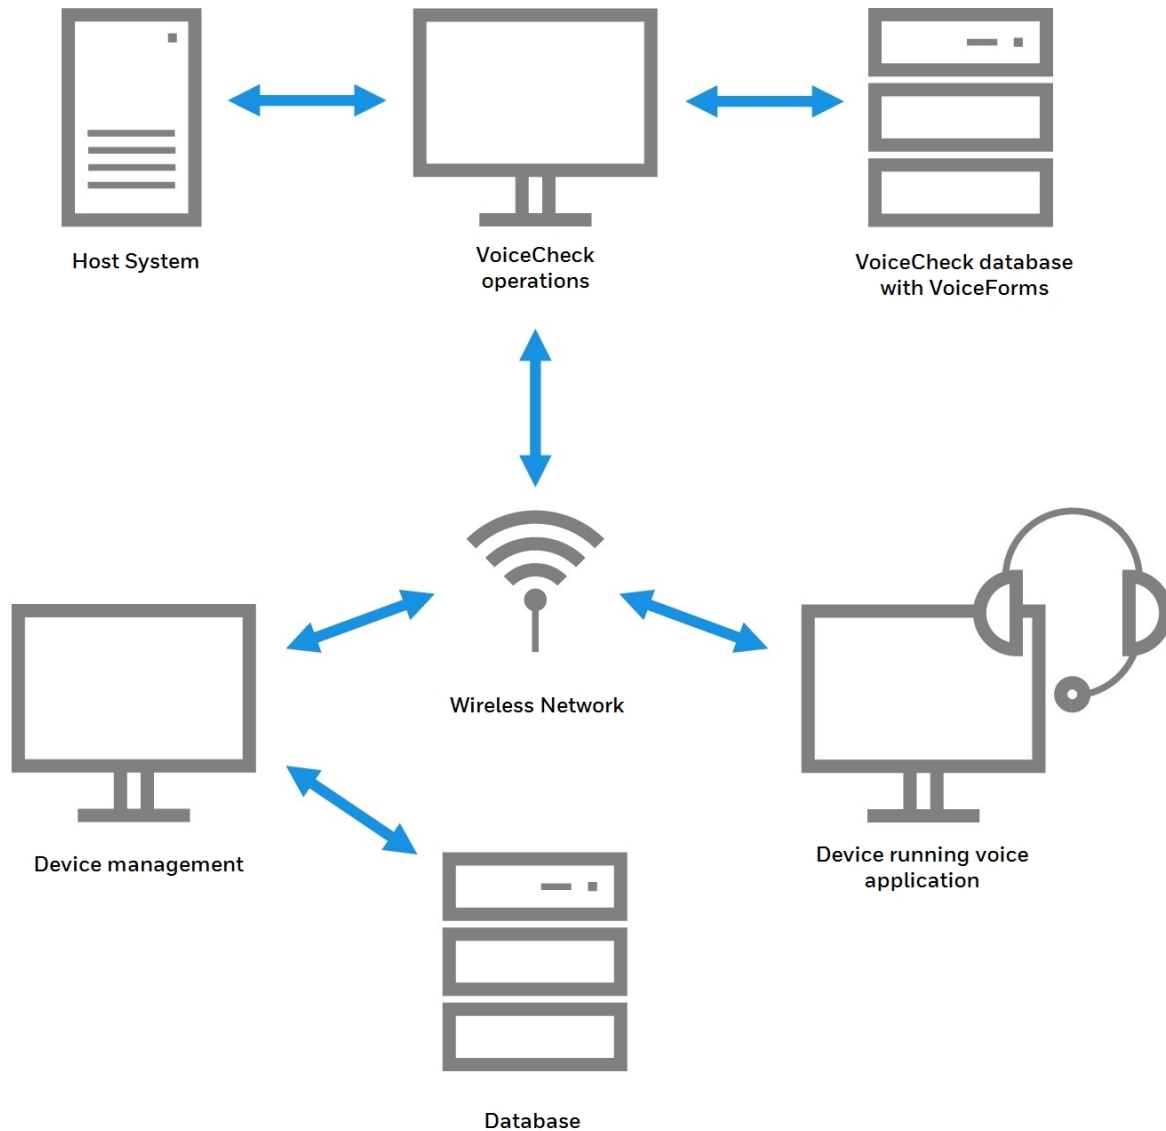 Host System
VoiceCheck
operations
VoiceCheck database
with VoiceForms
Wireless Network
Device management
Device running voice
application
Database